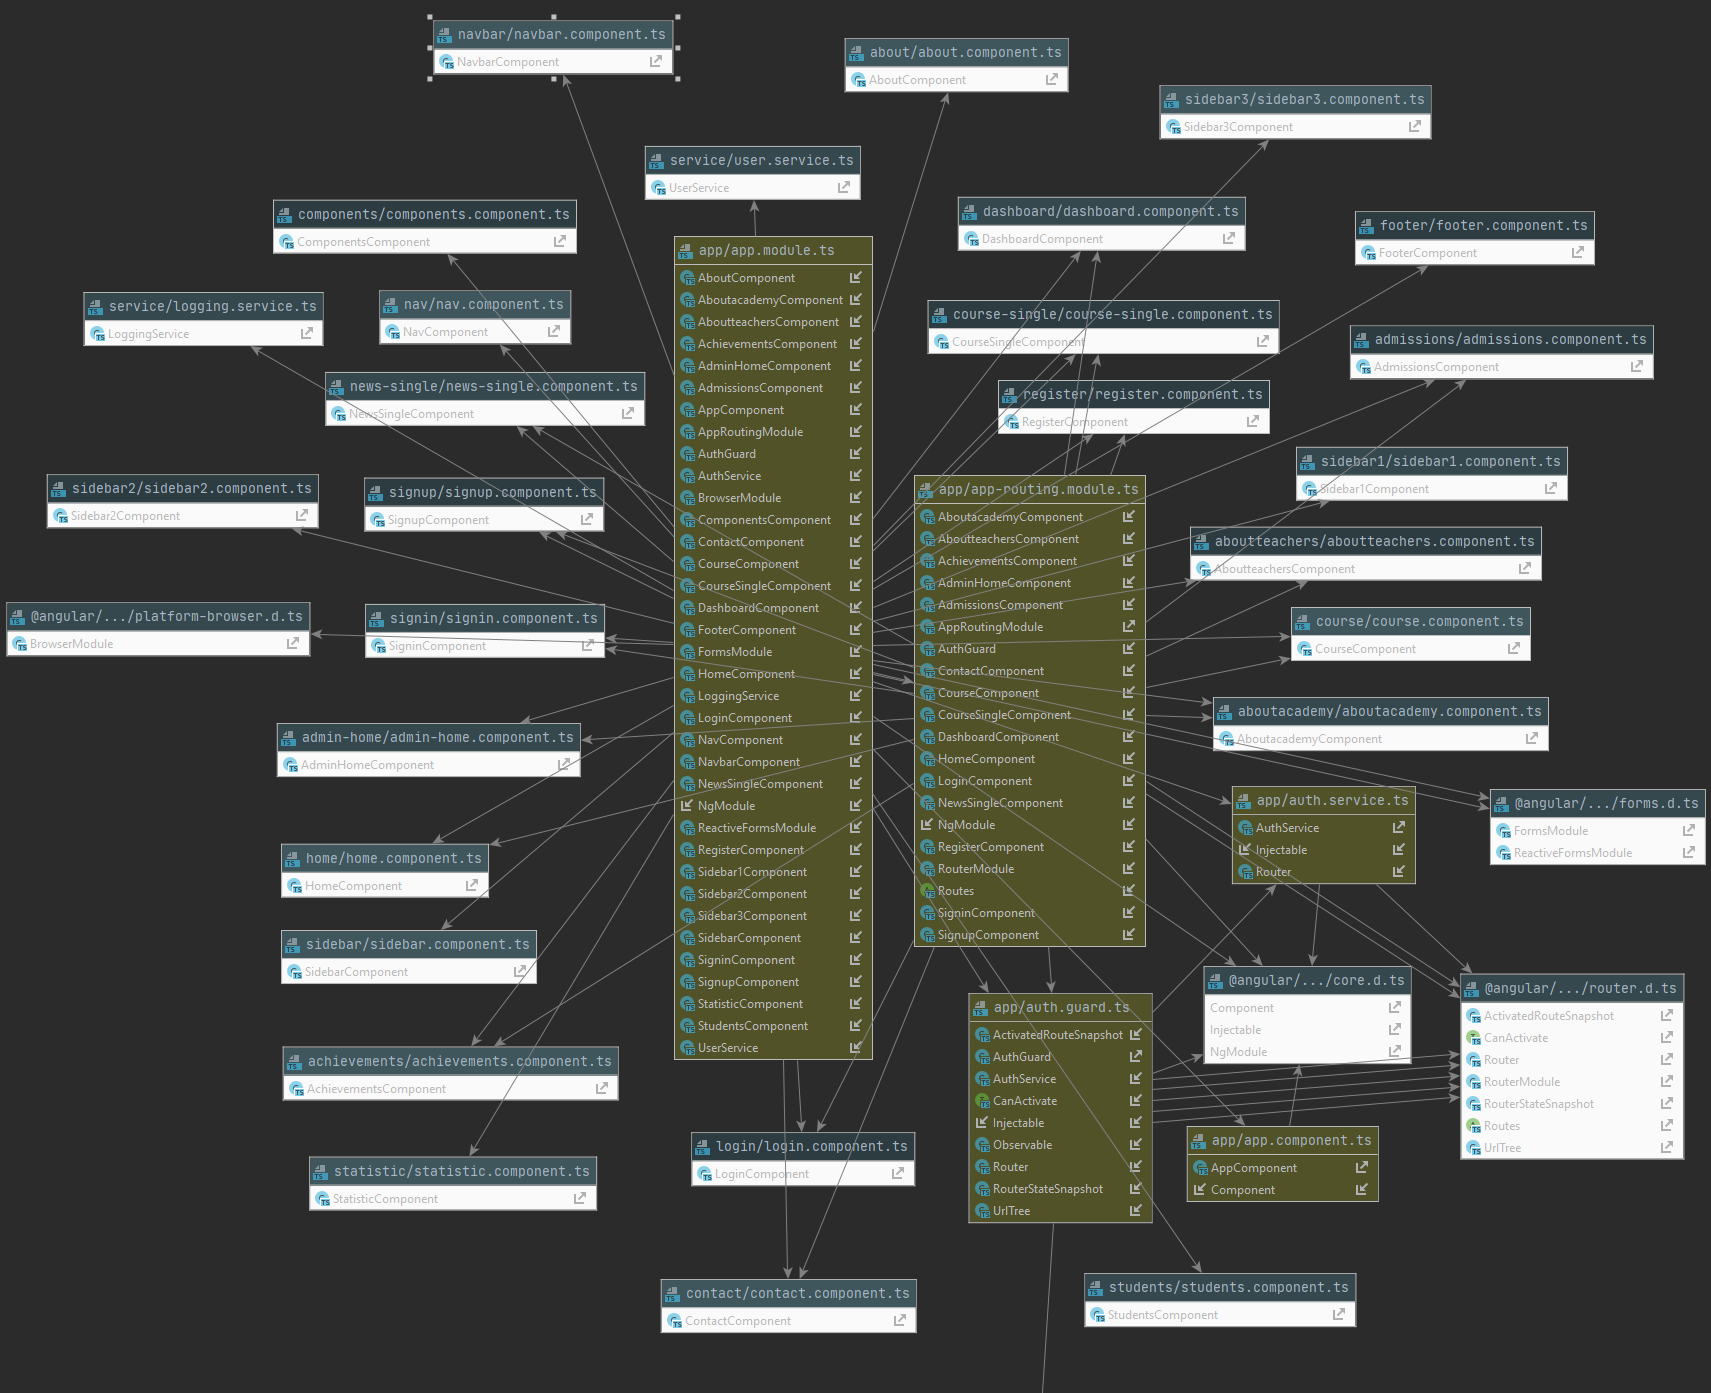 navbar/navbar.component.ts
NavbarComponent
about/about.component.ts
AboutComponent
sidebar3/sidebar3.component.ts
Sidebar3Component
service/user.service.ts
UserService
components/components.component.ts
ComponentsComponent
dashboard/dashboard.component.ts
DashboardComponent
footer/footer.component.ts
FooterComponent
service/logging.service.ts
LoggingService
nav/nav.component.ts
NavComponent
course-single/course-single.component.ts
CourseSingleComponent
admissions/admissions.component.ts
AdmissionsComponent
news-single/news-single.component.ts
NewsSingleComponent
register/register.component.ts
RegisterComponent
sidebar2/sidebar2.component.ts
Sidebar2Component
signup/signup.component.ts
SignupComponent
sidebar1/sidebar1.component.ts
Sidebar1Component
aboutteachers/aboutteachers.component.ts
AboutteachersComponent
@angular/.../platform-browser.d.ts
BrowserModule
signin/signin.component.ts
SigninComponent
course/course.component.ts
CourseComponent
app/app.module.ts
AboutComponent
AboutacademyComponent
AboutteachersComponent
AchievementsComponent
AdminHomeComponent
AdmissionsComponent
AppComponent
AppRoutingModule
AuthGuard
AuthService
BrowserModule
ComponentsComponent
ContactComponent
CourseComponent
CourseSingleComponent
DashboardComponent
FooterComponent
FormsModule
HomeComponent
LoggingService
LoginComponent
NavComponent
NavbarComponent
NewsSingleComponent
NgModule
ReactiveFormsModule
RegisterComponent
Sidebar1Component
Sidebar2Component
Sidebar3Component
SidebarComponent
SigninComponent
SignupComponent
StatisticComponent
StudentsComponent
UserService
app/app-routing.module.ts
AboutacademyComponent
AboutteachersComponent
AchievementsComponent
AdminHomeComponent
AdmissionsComponent
AppRoutingModule
AuthGuard
ContactComponent
CourseComponent
CourseSingleComponent
DashboardComponent
HomeComponent
LoginComponent
NewsSingleComponent
NgModule
RegisterComponent
RouterModule
Routes
SigninComponent
SignupComponent
aboutacademy/aboutacademy.component.ts
AboutacademyComponent
admin-home/admin-home.component.ts
AdminHomeComponent
app/auth.service.ts
AuthService
Injectable
Router
@angular/.../forms.d.ts
FormsModule
ReactiveFormsModule
home/home.component.ts
HomeComponent
sidebar/sidebar.component.ts
SidebarComponent
@angular/.../core.d.ts
Component
Injectable
NgModule
@angular/.../router.d.ts
ActivatedRouteSnapshot
CanActivate
Router
RouterModule
RouterStateSnapshot
Routes
UrlTree
app/auth.guard.ts
ActivatedRouteSnapshot
AuthGuard
AuthService
CanActivate
Injectable
Observable
Router
RouterStateSnapshot
UrlTree
achievements/achievements.component.ts
AchievementsComponent
login/login.component.ts
LoginComponent
app/app.component.ts
AppComponent
Component
statistic/statistic.component.ts
StatisticComponent
contact/contact.component.ts
ContactComponent
students/students.component.ts
StudentsComponent